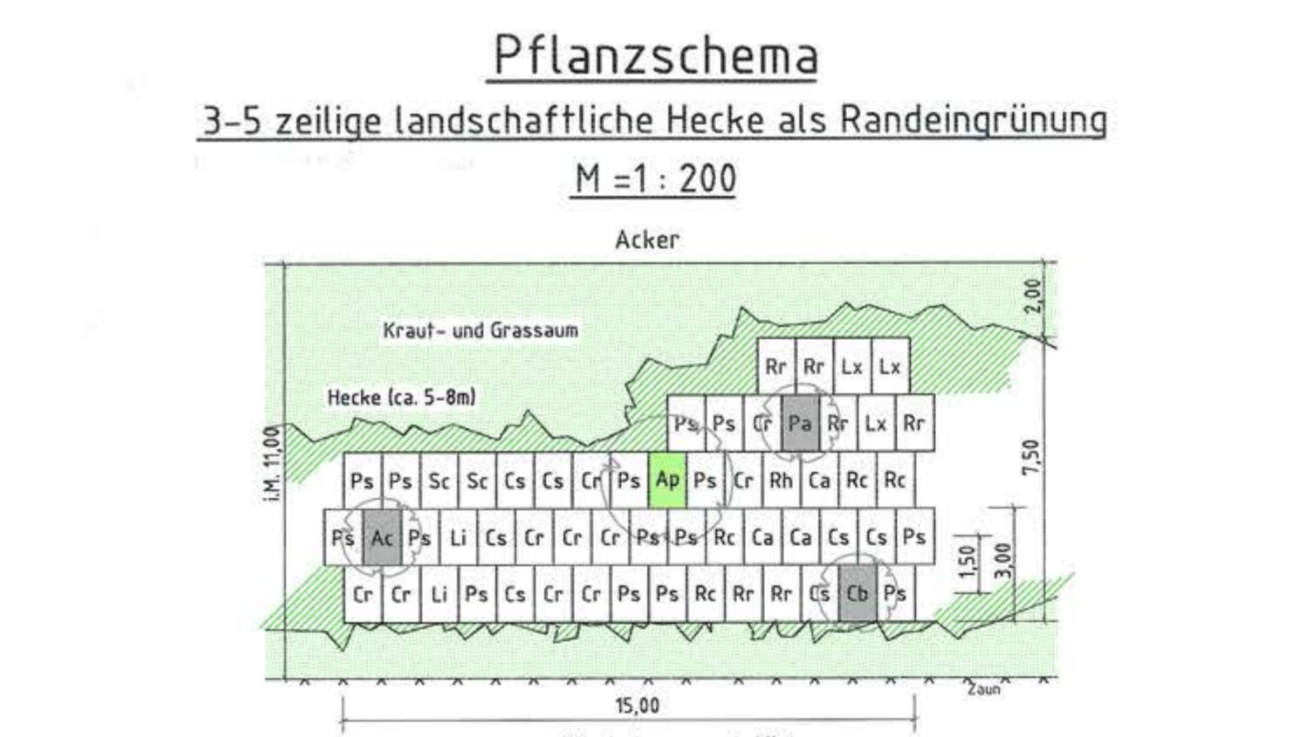 Pflanzschema
3-5 zeilige landschaftliche Hecke als Randeingrünung
M =1 : 200
Acker
2,00
Kraut- und Grassaum
Rr Rr Lx Lx
Hecke (ca. 5-8m)
Ps Ps Cr Pa Rr Lx Rr
i.M. 11,00
7,50
Ps Ps Sc Sc Cs Cs Cr Ps Ap Ps Cr Rh Ca Rc Rc
Ps Ac Ps Li Cs Cr Cr Cr Ps Ps Rc Ca Ca Cs Cs Ps
1,50
3,00
Cr Cr Li Ps Cs Cr Cr Ps Ps Rc Rr Rr Cs Cb Ps
Zaun
15,00